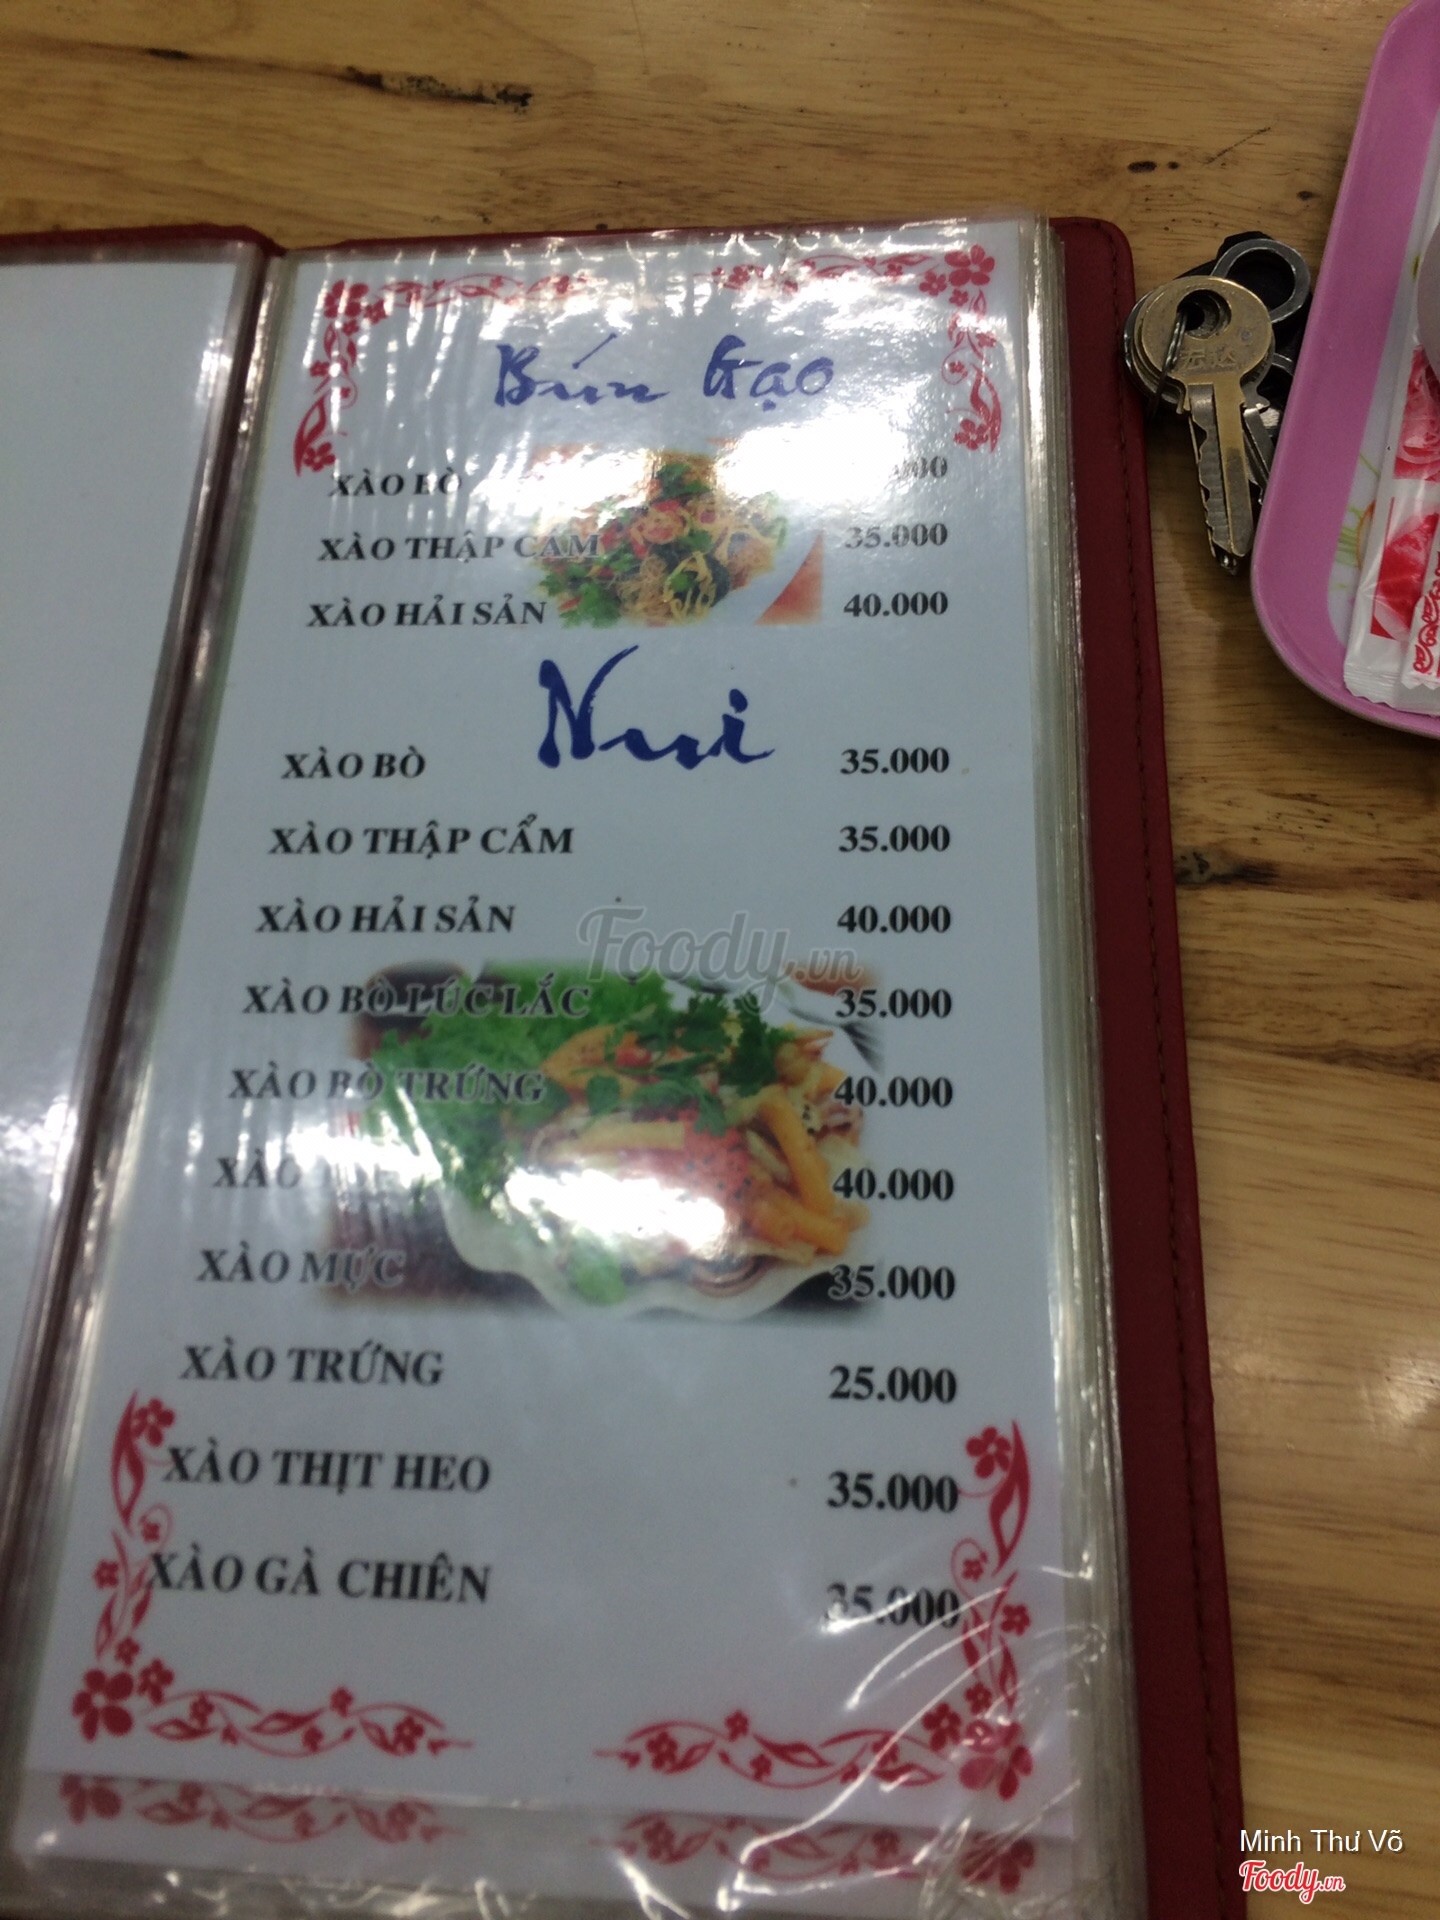 Bún Gạo
XÀO BÒ
XÀO THẬP CẨM 35.000
XÀO HẢI SẢN 40.000
Nui
XÀO BÒ 35.000
XÀO THẬP CẨM 35.000
XÀO HẢI SẢN 40.000
Foody.vn
XÀO BÒ LÚC LẮC 35.000
XÀO BÒ TRỨNG 40.000
XÀO 40.000
XÀO MỰC 35.000
XÀO TRỨNG 25.000
XÀO THỊT HEO 35.000
XÀO GÀ CHIÊN 35.000
Minh Thư Võ
Foody.vn